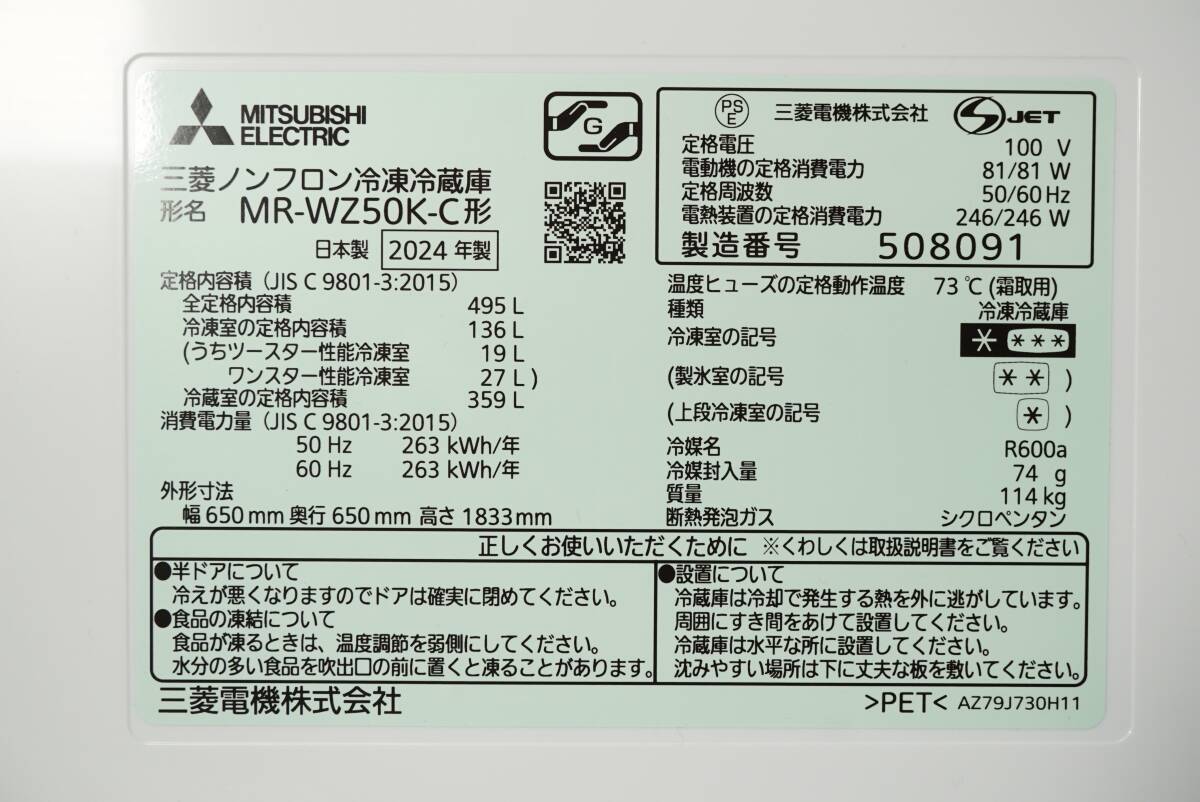 MITSUBISHI
ELECTRIC
G
三菱ノンフロン冷凍冷蔵庫
形名 MR-WZ50K-C形
日本製 2024 年製
PS
E
三菱電機株式会社 S JET
定格電圧 100 V
電動機の定格消費電力 81/81 W
定格周波数 50/60 Hz
電熱装置の定格消費電力 246/246 W
製造番号 508091
定格内容積 (JIS C 9801-3:2015)
全定格内容積 495 L
冷凍室の定格内容積 136 L
(うちツースター性能冷凍室 19 L
ワンスター性能冷凍室 27 L )
冷蔵室の定格内容積 359 L
消費電力量 (JIS C 9801-3:2015)
50 Hz 263 kWh/年
60 Hz 263 kWh/年
外形寸法
幅 650 mm 奥行 650 mm 高さ 1833 mm
温度ヒューズの定格動作温度 73 ℃ (霜取用)
種類 冷凍冷蔵庫
冷凍室の記号 * ***
(製氷室の記号 ** )
(上段冷凍室の記号 * )
冷媒名 R600a
冷媒封入量 74 g
質量 114 kg
断熱発泡ガス シクロペンタン
正しくお使いいただくために ※くわしくは取扱説明書をご覧ください
●半ドアについて
冷えが悪くなりますのでドアは確実に閉めてください。
●食品の凍結について
食品が凍るときは、温度調節を弱側にしてください。
水分の多い食品を吹出口の前に置くと凍ることがあります。
●設置について
冷蔵庫は冷却で発生する熱を外に逃がしています。
周囲にすき間をあけて設置してください。
冷蔵庫は水平な所に設置してください。
沈みやすい場所は下に丈夫な板を敷いてください。
三菱電機株式会社
>PET< AZ79J730H11